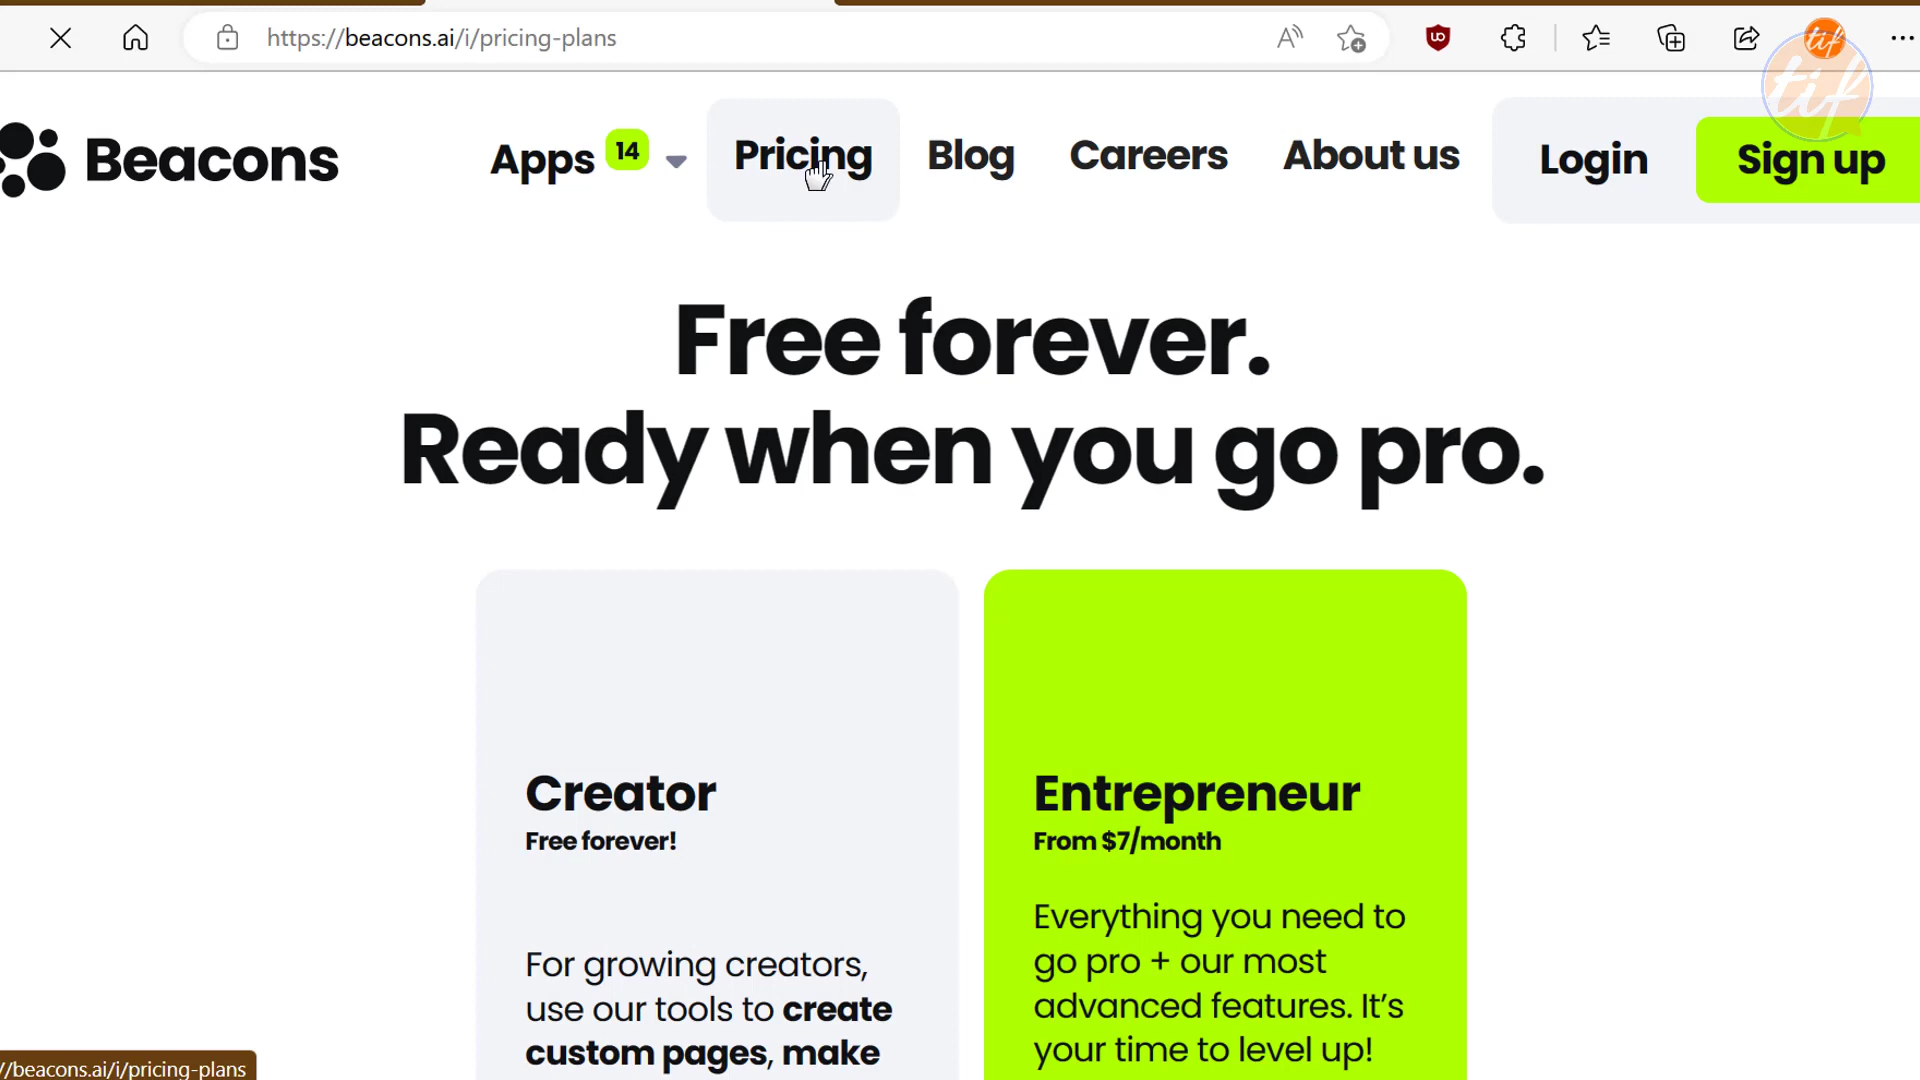 https://beacons.ai/i/pricing-plans
tif
tif
Beacons
Apps 14
Pricing
Blog
Careers
About us
Login
Sign up
Free forever.
Ready when you go pro.
Creator
Free forever!
For growing creators,
use our tools to create
custom pages, make
Entrepreneur
From $7/month
Everything you need to
go pro + our most
advanced features. It’s
your time to level up!
//beacons.ai/i/pricing-plans